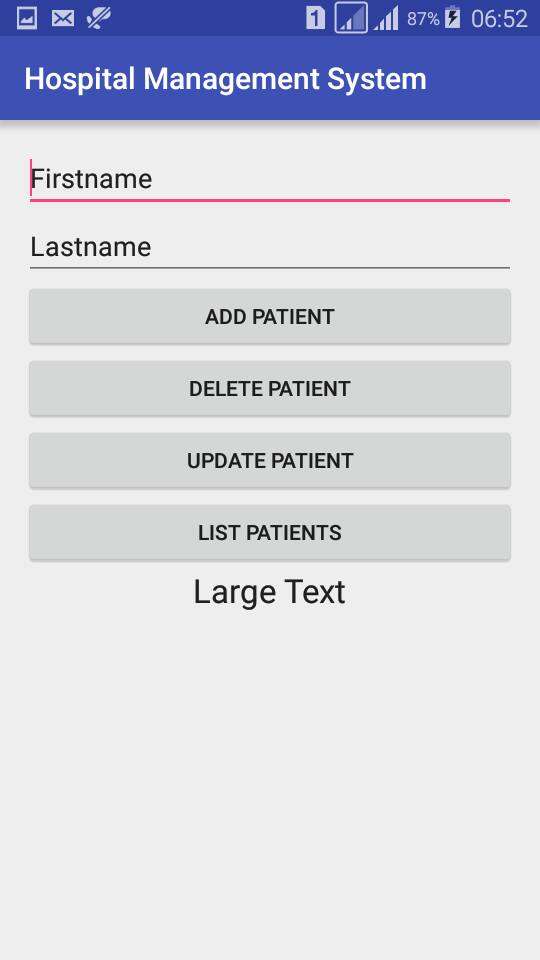 1 87% 06:52
Hospital Management System
Firstname
Lastname
ADD PATIENT
DELETE PATIENT
UPDATE PATIENT
LIST PATIENTS
Large Text